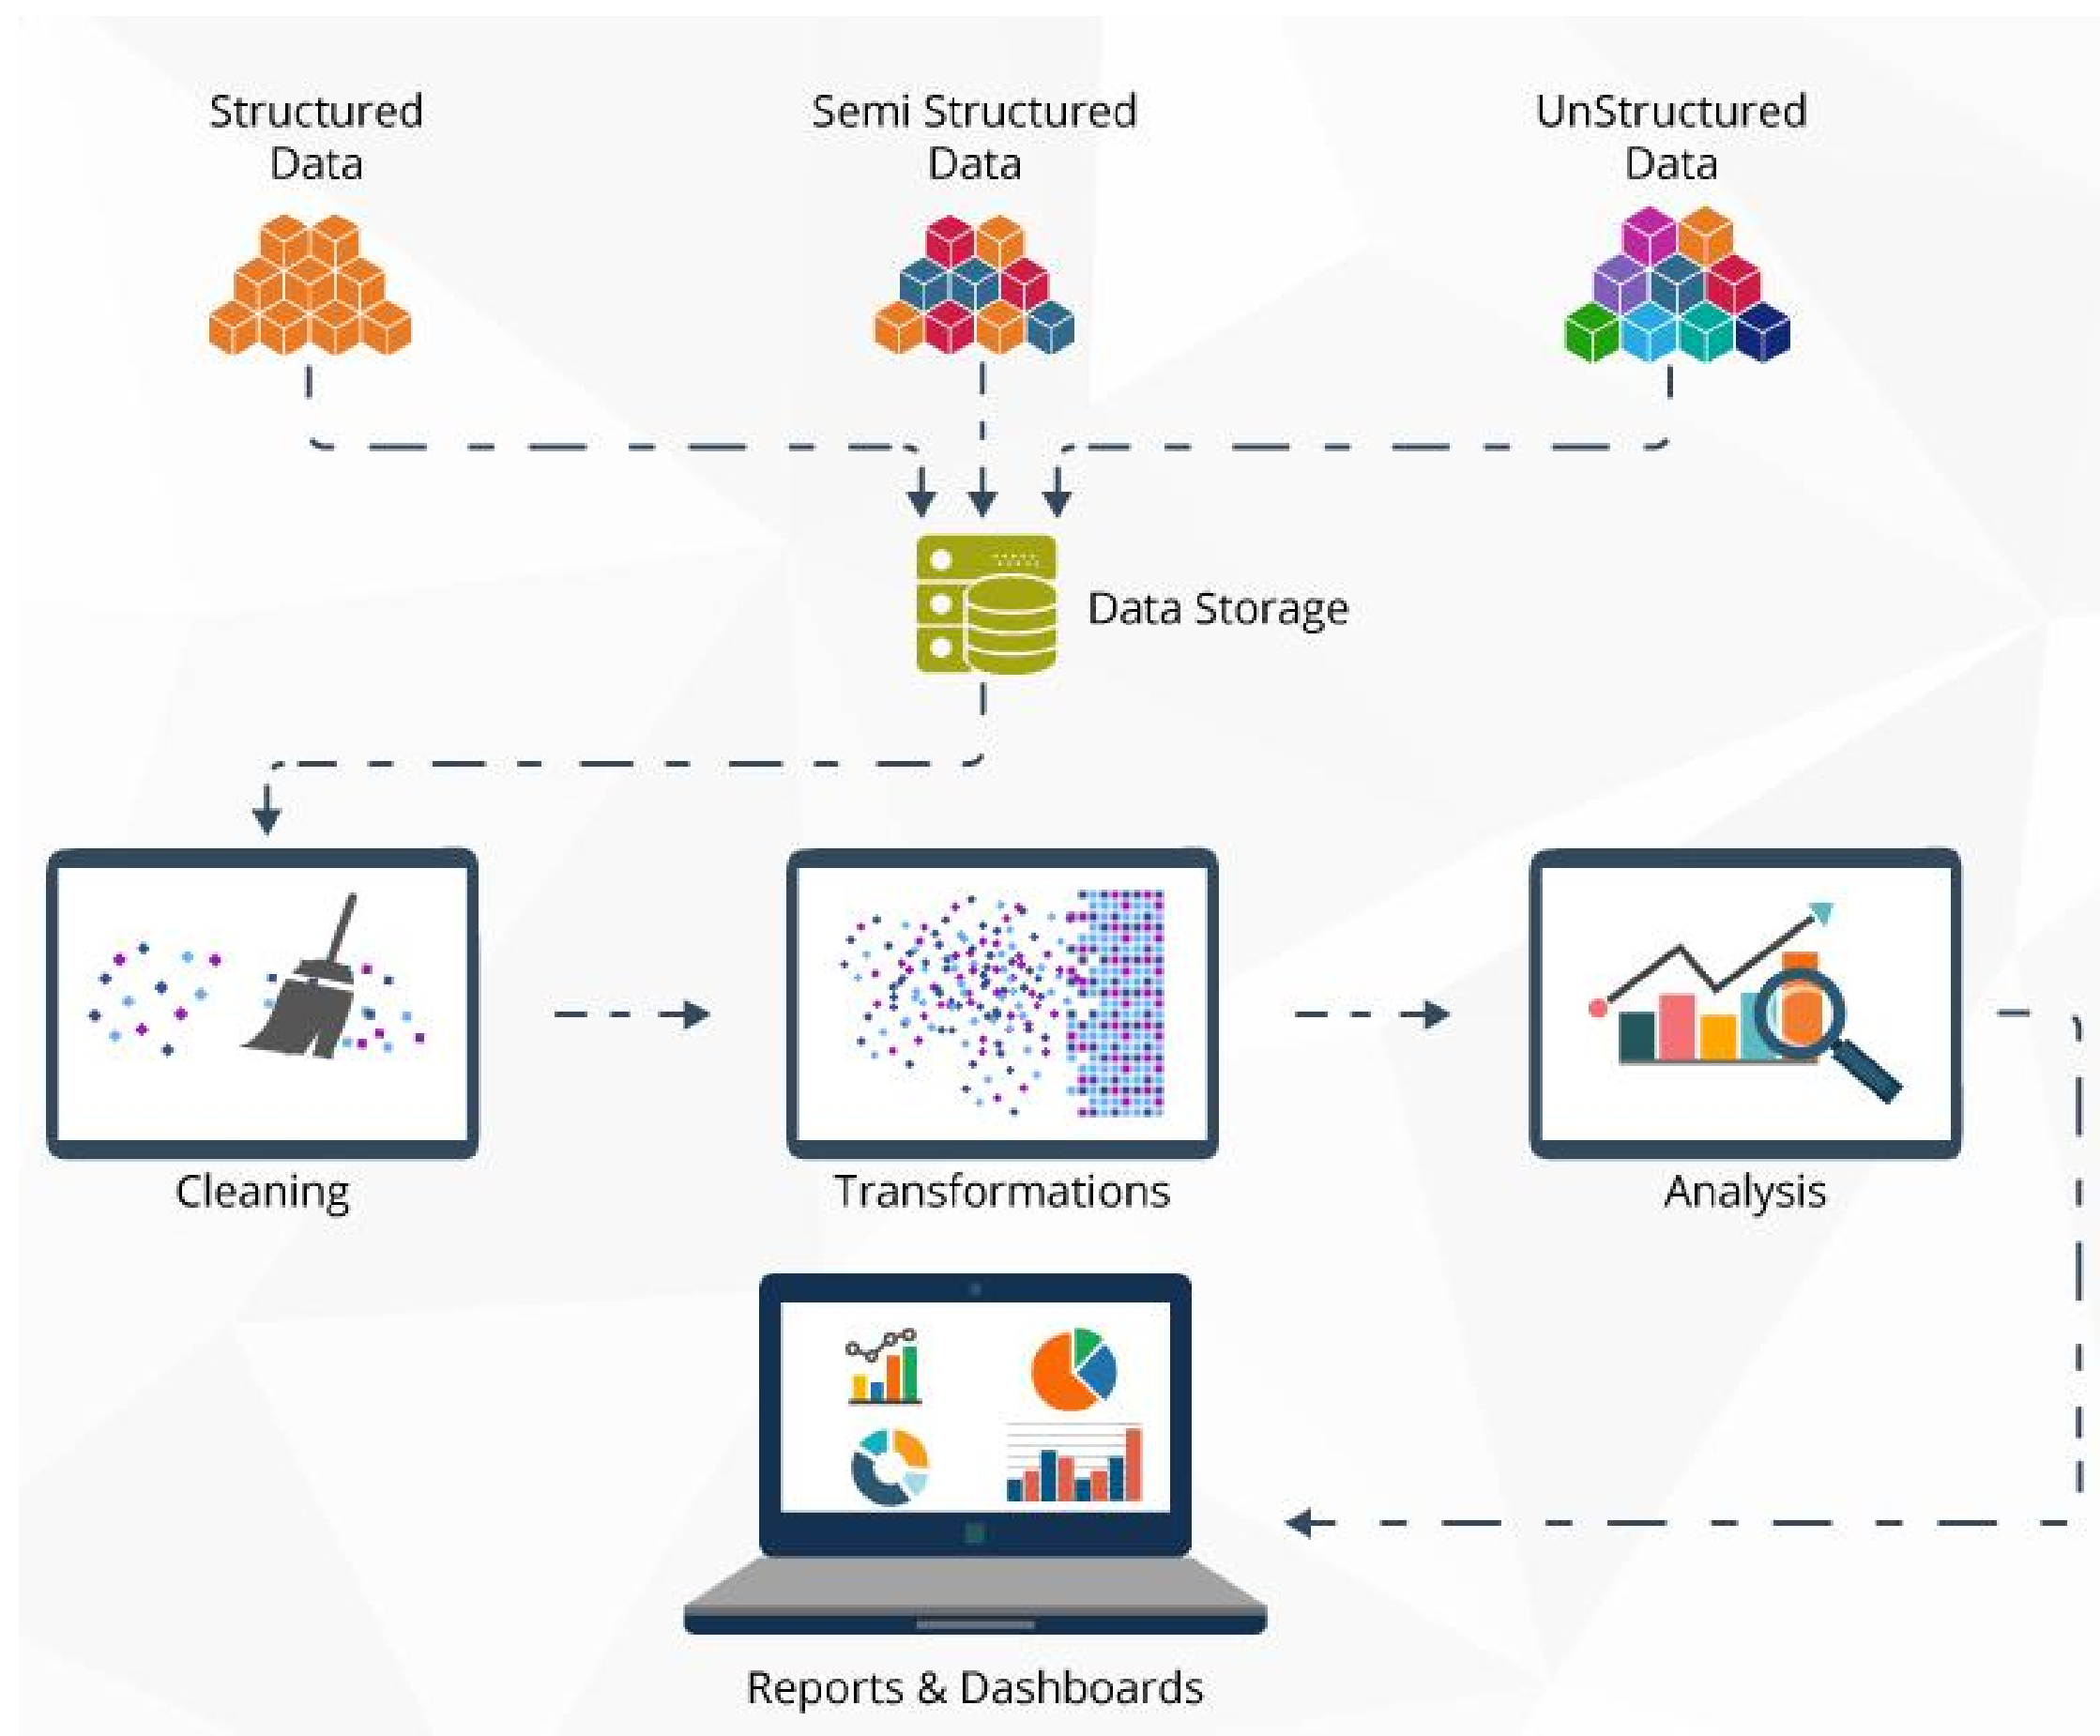 Structured
Data
Semi Structured
Data
UnStructured
Data
Data Storage
Cleaning
Transformations
Analysis
Reports & Dashboards